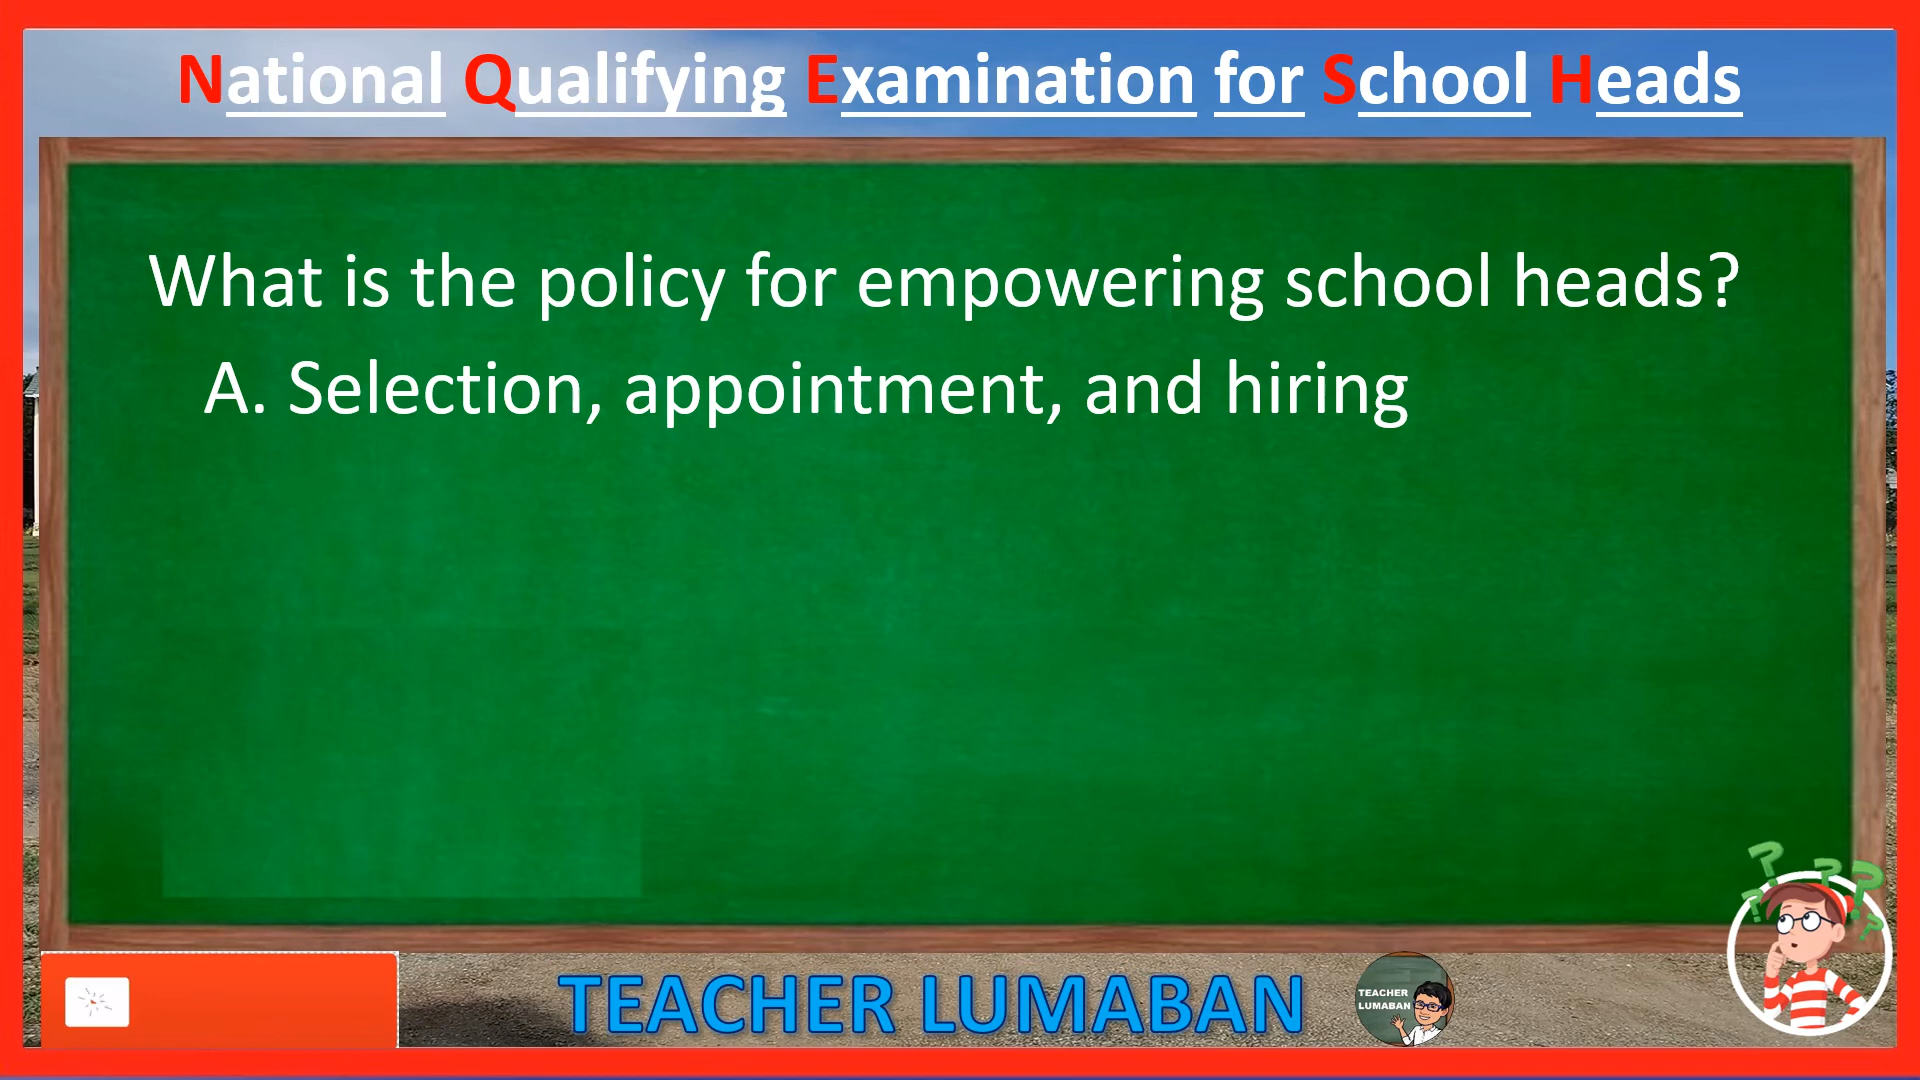 National Qualifying Examination for School Heads
What is the policy for empowering school heads?
A. Selection, appointment, and hiring
TEACHER LUMABAN
TEACHER
LUMABAN